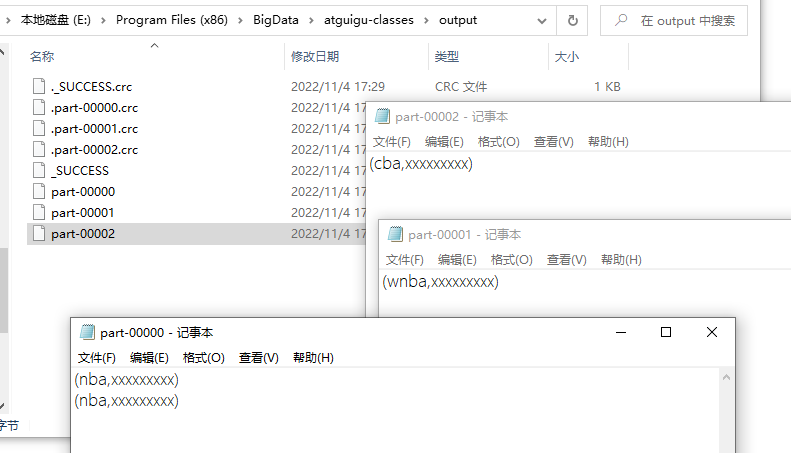 本地磁盘 (E:) > Program Files (x86) > BigData > atguigu-classes > output
在 output 中搜索
名称 修改日期 类型 大小
._SUCCESS.crc 2022/11/4 17:29 CRC 文件 1 KB
.part-00000.crc 2022/11/4 17
.part-00001.crc 2022/11/4 17
.part-00002.crc 2022/11/4 17
_SUCCESS 2022/11/4 17
part-00000 2022/11/4 17
part-00001 2022/11/4 17
part-00002 2022/11/4 17
part-00002 - 记事本
文件(F) 编辑(E) 格式(O) 查看(V) 帮助(H)
(cba,xxxxxxxxx)
part-00001 - 记事本
文件(F) 编辑(E) 格式(O) 查看(V) 帮助(H)
(wnba,xxxxxxxxx)
part-00000 - 记事本
文件(F) 编辑(E) 格式(O) 查看(V) 帮助(H)
(nba,xxxxxxxxx)
(nba,xxxxxxxxx)
字节